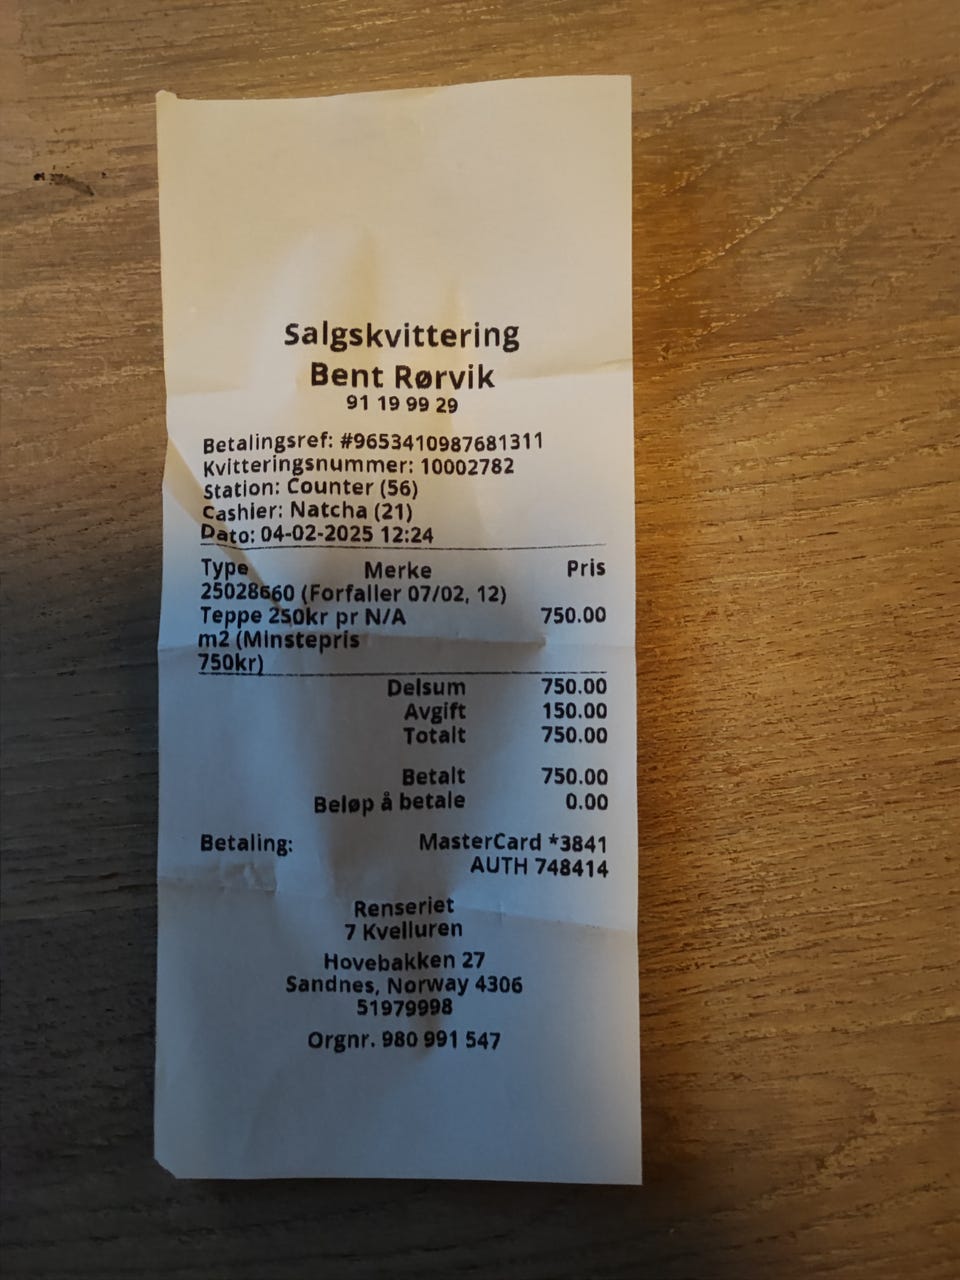 Salgskvittering
Bent Rørvik
91 19 99 29
Betalingsref: #9653410987681311
Kvitteringsnummer: 10002782
Station: Counter (56)
Cashier: Natcha (21)
Dato: 04-02-2025 12:24
Type Merke Pris
25028660 (Forfaller 07/02, 12)
Teppe 250kr pr N/A 750.00
m2 (Minstepris
750kr)
Delsum 750.00
Avgift 150.00
Totalt 750.00
Betalt 750.00
Beløp å betale 0.00
Betaling: MasterCard *3841
AUTH 748414
Renseriet
7 Kvelluren
Hovebakken 27
Sandnes, Norway 4306
51979998
Orgnr. 980 991 547